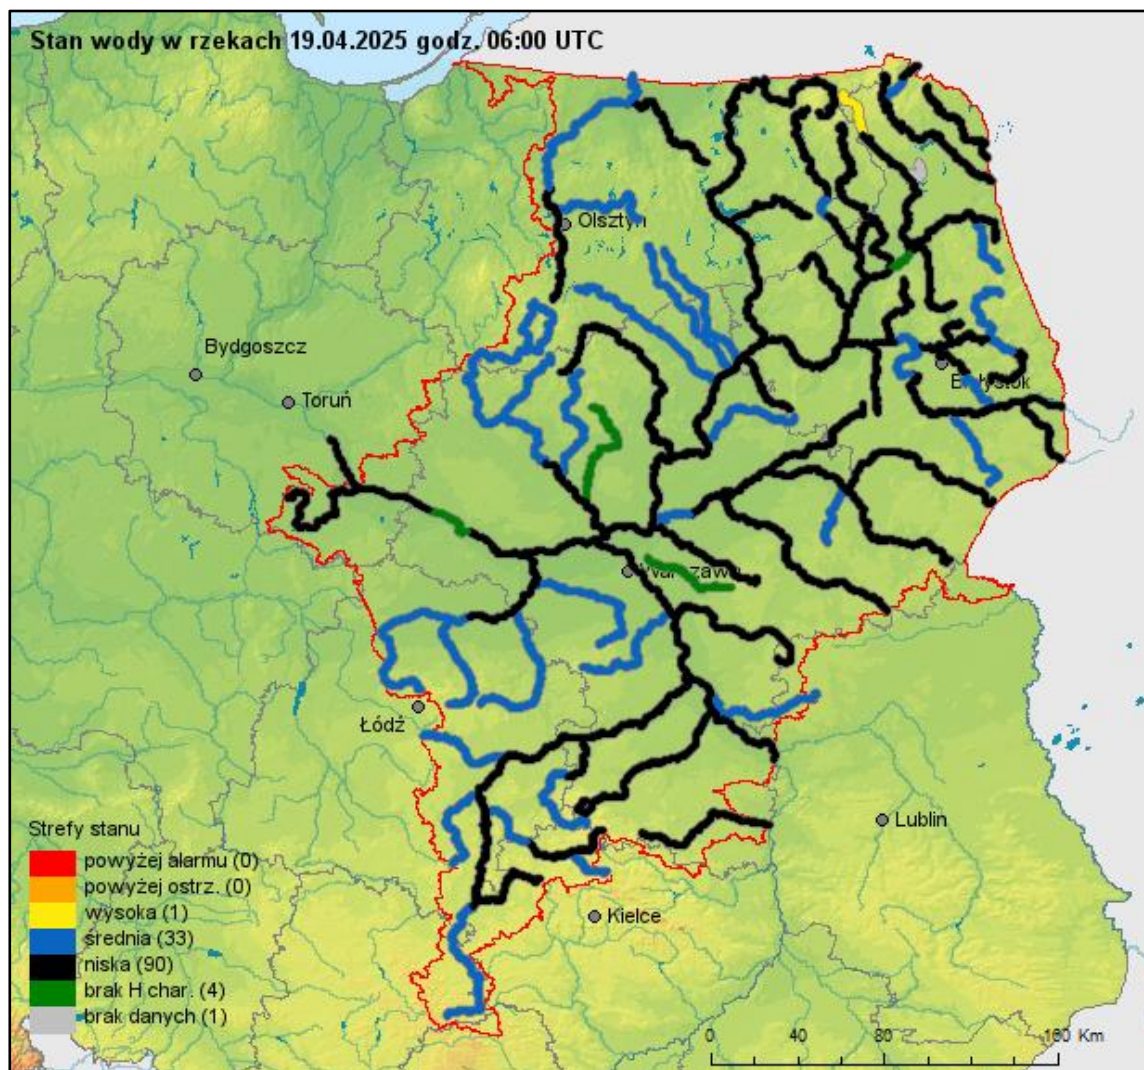 Stan wody w rzekach 19.04.2025 godz. 06:00 UTC
Olsztyn
Bydgoszcz
Toruń
Białystok
Warszawa
Łódź
Lublin
Kielce
Strefy stanu
powyżej alarmu (0)
powyżej ostrz. (0)
wysoka (1)
średnia (33)
niska (90)
brak H char. (4)
brak danych (1)
0 40 80 160 Km